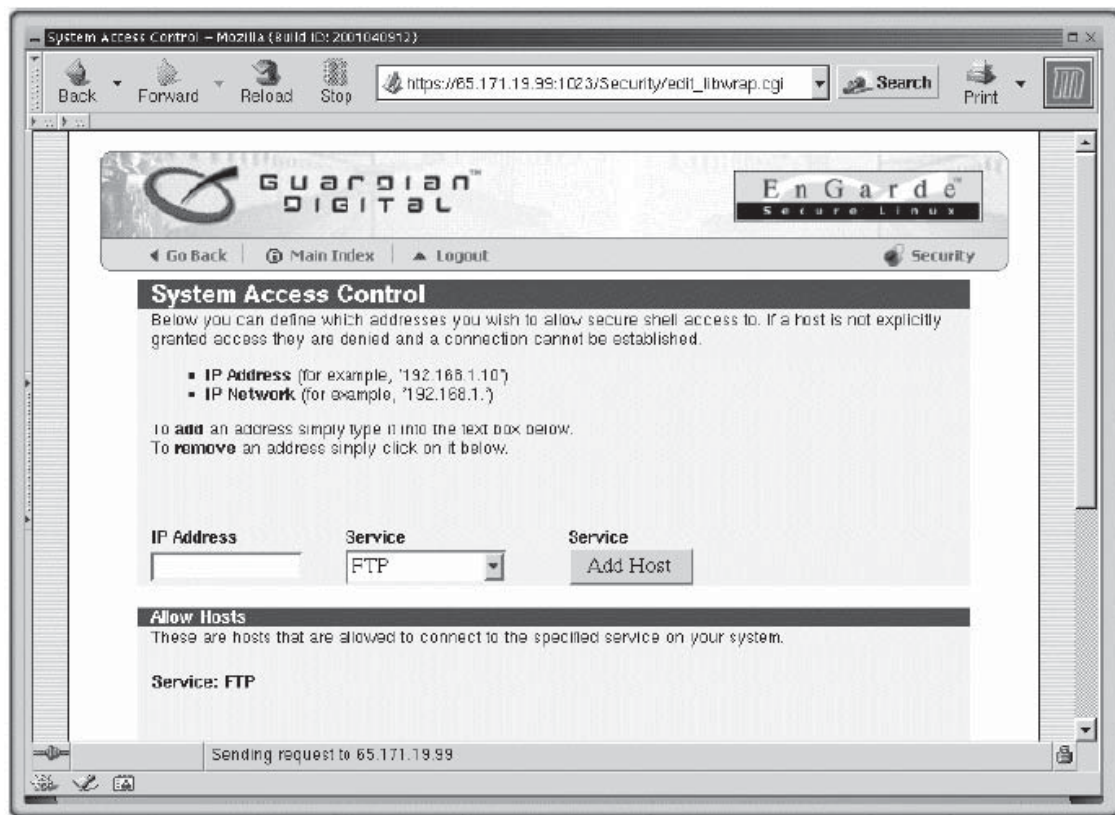 System Access Control – Mozilla {Build ID: 2001040912}
Back
Forward
Reload
Stop
https://65.171.19.99:1023/Security/edit_libwrap.cgi
Search
Print
Guardian™
Digital
EnGarde™
Secure Linux
Go Back
Main Index
Logout
Security
System Access Control
Below you can define which addresses you wish to allow secure shell access to. If a host is not explicitly
granted access they are denied and a connection cannot be established.
▪ IP Address (for example, '192.168.1.10')
▪ IP Network (for example, '192.168.1.')
To add an address simply type it into the text box below.
To remove an address simply click on it below.
IP Address Service Service
FTP Add Host
Allow Hosts
These are hosts that are allowed to connect to the specified service on your system.
Service: FTP
Sending request to 65.171.19.99